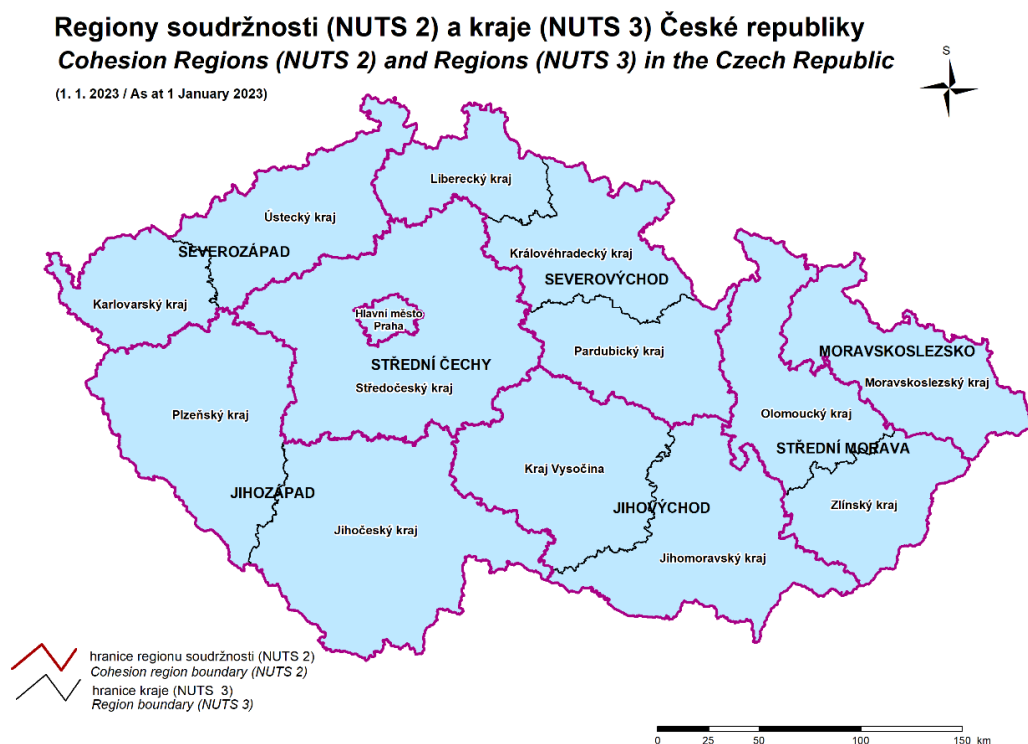 Regiony soudržnosti (NUTS 2) a kraje (NUTS 3) České republiky
Cohesion Regions (NUTS 2) and Regions (NUTS 3) in the Czech Republic
(1. 1. 2023 / As at 1 January 2023)
S
Liberecký kraj
Ústecký kraj
Královéhradecký kraj
SEVEROZÁPAD
SEVEROVÝCHOD
Karlovarský kraj
Hlavní město
Praha
Pardubický kraj
MORAVSKOSLEZSKO
STŘEDNÍ ČECHY
Moravskoslezský kraj
Středočeský kraj
Plzeňský kraj
Olomoucký kraj
STŘEDNÍ MORAVA
Kraj Vysočina
JIHOZÁPAD
Zlínský kraj
JIHOVÝCHOD
Jihočeský kraj
Jihomoravský kraj
hranice regionu soudržnosti (NUTS 2)
Cohesion region boundary (NUTS 2)
hranice kraje (NUTS 3)
Region boundary (NUTS 3)
0 25 50 100 150 km